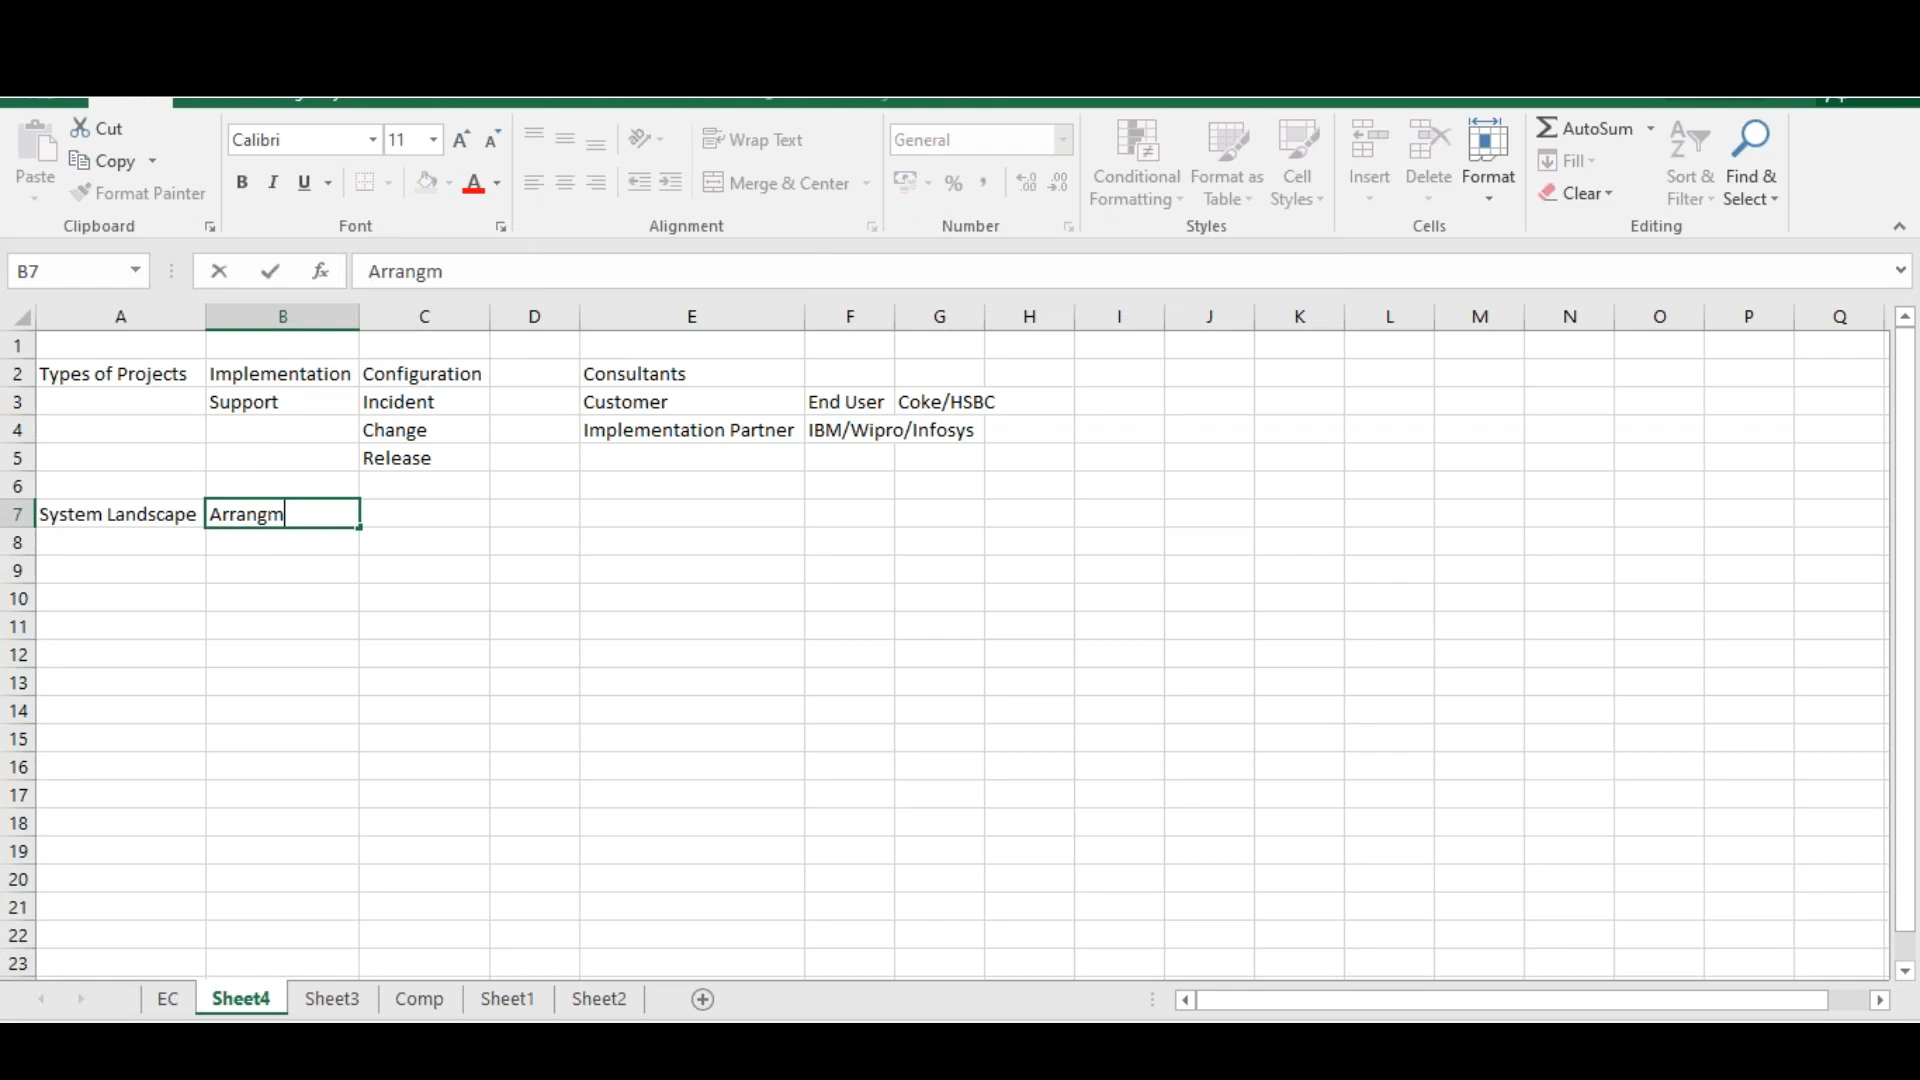 Cut
Copy
Format Painter
Paste
Clipboard
Calibri 11
B I U
Font
Wrap Text
Merge & Center
Alignment
General
%
Number
Conditional Formatting
Format as Table
Cell Styles
Styles
Insert
Delete
Format
Cells
AutoSum
Fill
Clear
Sort & Filter
Find & Select
Editing
B7 fx Arrangm
A B C D E F G H I J K L M N O P Q
1
2 Types of Projects Implementation Configuration Consultants
3 Support Incident Customer End User Coke/HSBC
4 Change Implementation Partner IBM/Wipro/Infosys
5 Release
6
7 System Landscape Arrangm
8
9
10
11
12
13
14
15
16
17
18
19
20
21
22
23
EC Sheet4 Sheet3 Comp Sheet1 Sheet2